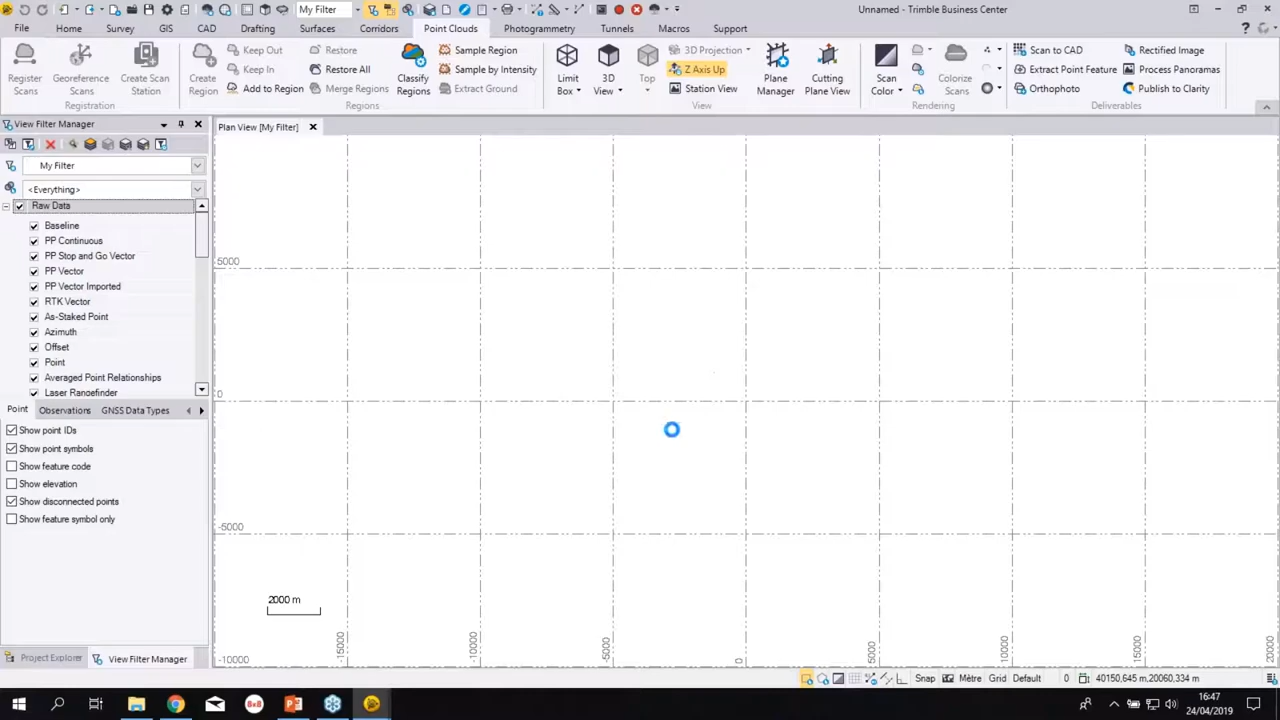 My Filter
Unnamed - Trimble Business Center
File Home Survey GIS CAD Drafting Surfaces Corridors Point Clouds Photogrammetry Tunnels Macros Support
Register Scans
Georeference Scans
Create Scan Station
Registration
Create Region
Keep Out
Keep In
Add to Region
Restore
Restore All
Merge Regions
Classify Regions
Sample Region
Sample by Intensity
Extract Ground
Regions
Limit Box
3D View
Top
3D Projection
Z Axis Up
Station View
Plane Manager
Cutting Plane View
View
Scan Color
Colorize Scans
Rendering
Scan to CAD
Extract Point Feature
Orthophoto
Rectified Image
Process Panoramas
Publish to Clarity
Deliverables
View Filter Manager
Plan View [My Filter]
My Filter
<Everything>
Raw Data
Baseline
PP Continuous
PP Stop and Go Vector
PP Vector
PP Vector Imported
RTK Vector
As-Staked Point
Azimuth
Offset
Point
Averaged Point Relationships
Laser Rangefinder
Point Observations GNSS Data Types
Show point IDs
Show point symbols
Show feature code
Show elevation
Show disconnected points
Show feature symbol only
5000
0
-5000
-10000
2000 m
-15000
-10000
-5000
0
5000
10000
15000
20000
Project Explorer View Filter Manager
Snap Mètre Grid Default 0 40150,645 m,20060,334 m
16:47
24/04/2019